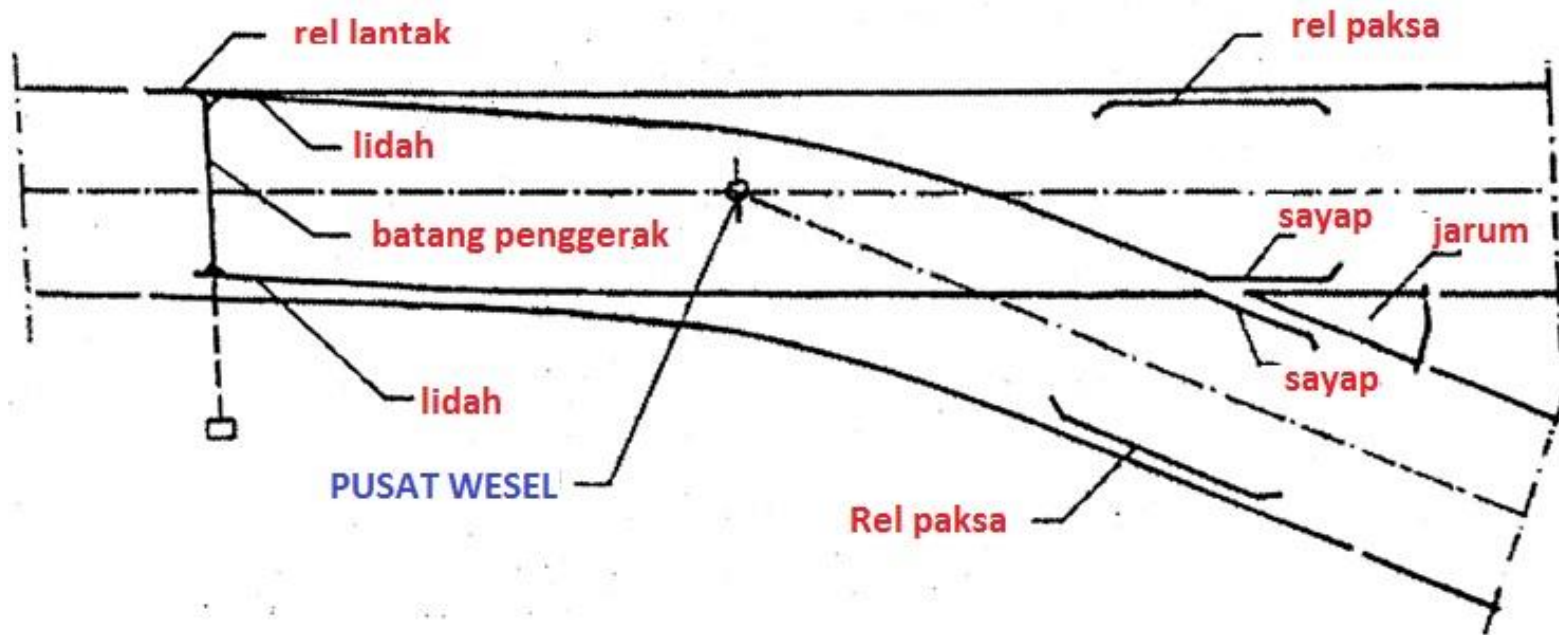 rel lantak
rel paksa
lidah
batang penggerak
sayap
jarum
sayap
lidah
PUSAT WESEL
Rel paksa